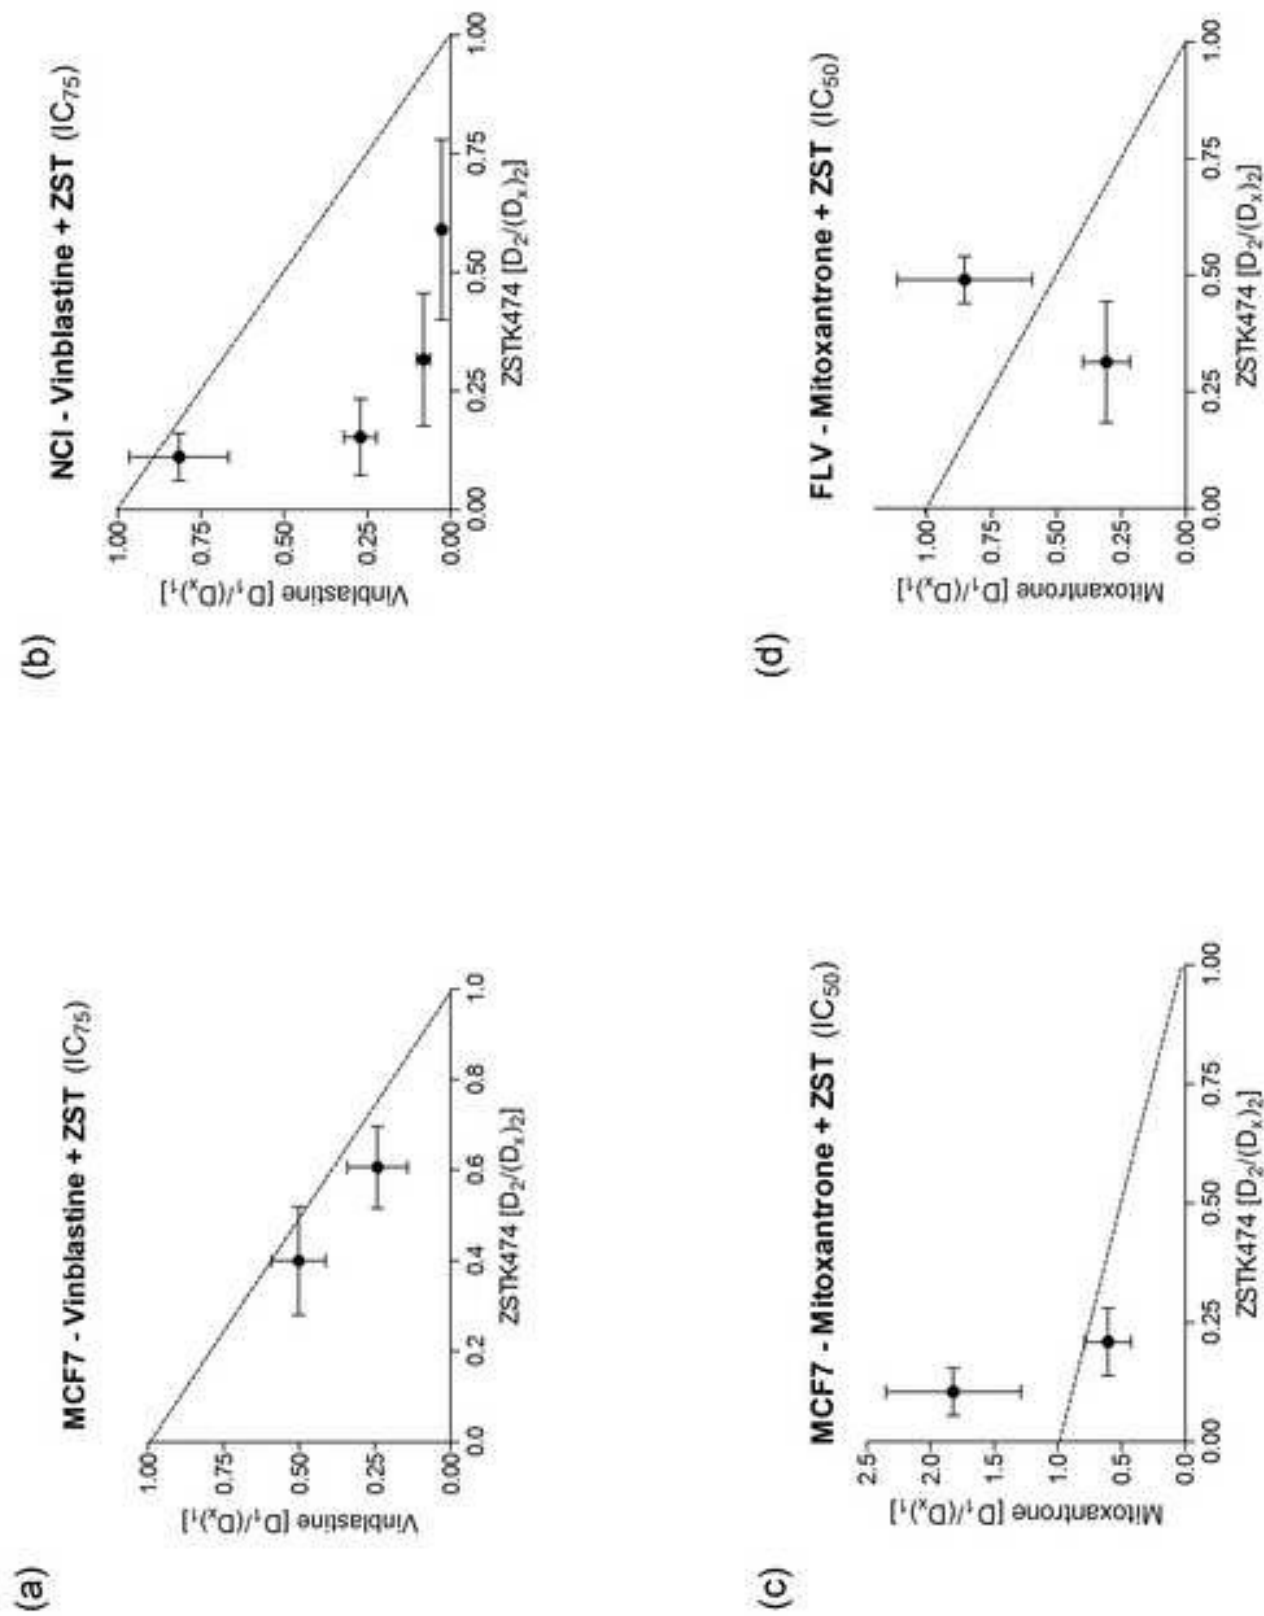 (a)
MCF7 - Vinblastine + ZST (IC75)
Vinblastine [D1/(Dx)1]
1.00
0.75
0.50
0.25
0.00
0.0 0.2 0.4 0.6 0.8 1.0
ZSTK474 [D2/(Dx)2]
(b)
NCI - Vinblastine + ZST (IC75)
Vinblastine [D1/(Dx)1]
1.00
0.75
0.50
0.25
0.00
0.00 0.25 0.50 0.75 1.00
ZSTK474 [D2/(Dx)2]
(c)
MCF7 - Mitoxantrone + ZST (IC50)
Mitoxantrone [D1/(Dx)1]
2.5
2.0
1.5
1.0
0.5
0.0
0.00 0.25 0.50 0.75 1.00
ZSTK474 [D2/(Dx)2]
(d)
FLV - Mitoxantrone + ZST (IC50)
Mitoxantrone [D1/(Dx)1]
1.00
0.75
0.50
0.25
0.00
0.00 0.25 0.50 0.75 1.00
ZSTK474 [D2/(Dx)2]